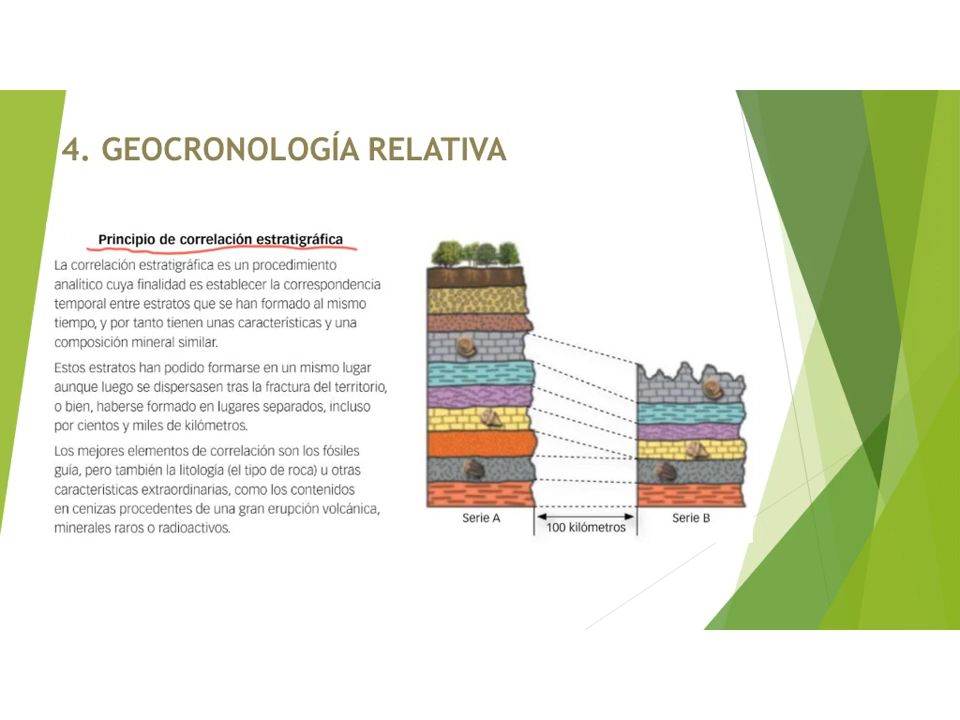 4. GEOCRONOLOGÍA RELATIVA
Principio de correlación estratigráfica
La correlación estratigráfica es un procedimiento
analítico cuya finalidad es establecer la correspondencia
temporal entre estratos que se han formado al mismo
tiempo, y por tanto tienen unas características y una
composición mineral similar.
Estos estratos han podido formarse en un mismo lugar
aunque luego se dispersasen tras la fractura del territorio,
o bien, haberse formado en lugares separados, incluso
por cientos y miles de kilómetros.
Los mejores elementos de correlación son los fósiles
guía, pero también la litología (el tipo de roca) u otras
características extraordinarias, como los contenidos
en cenizas procedentes de una gran erupción volcánica,
minerales raros o radioactivos.
Serie A
100 kilómetros
Serie B